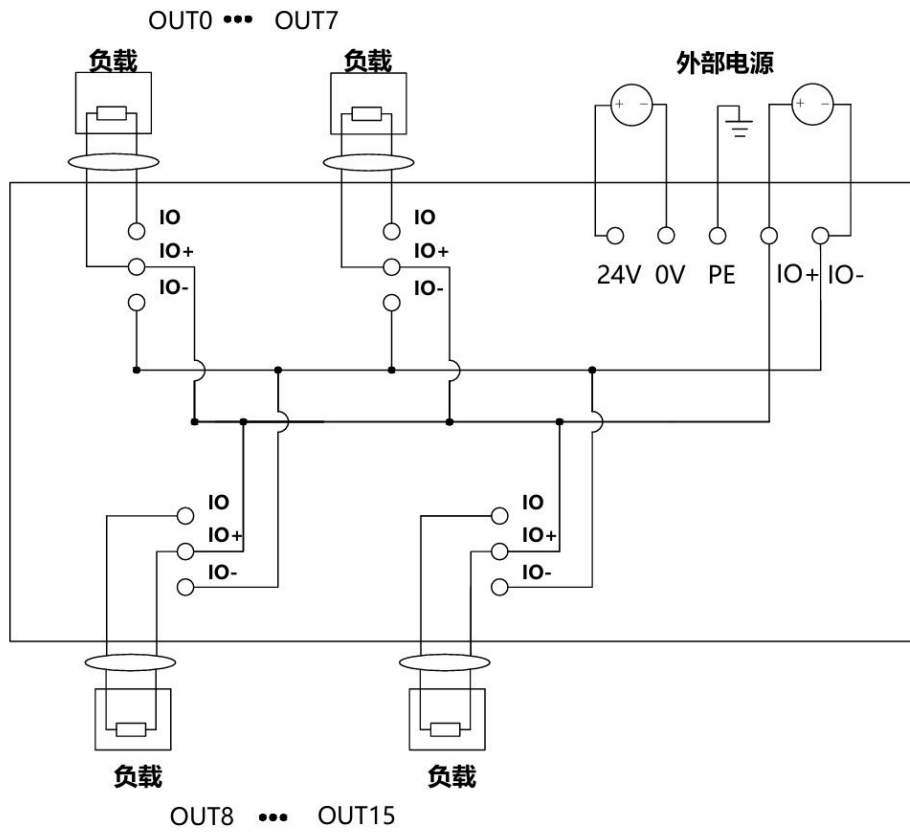 OUT0 ••• OUT7
负载 负载 外部电源
+ - + -
IO IO
IO+ IO+
IO- IO-
24V 0V PE IO+ IO-
IO IO
IO+ IO+
IO- IO-
负载 负载
OUT8 ••• OUT15